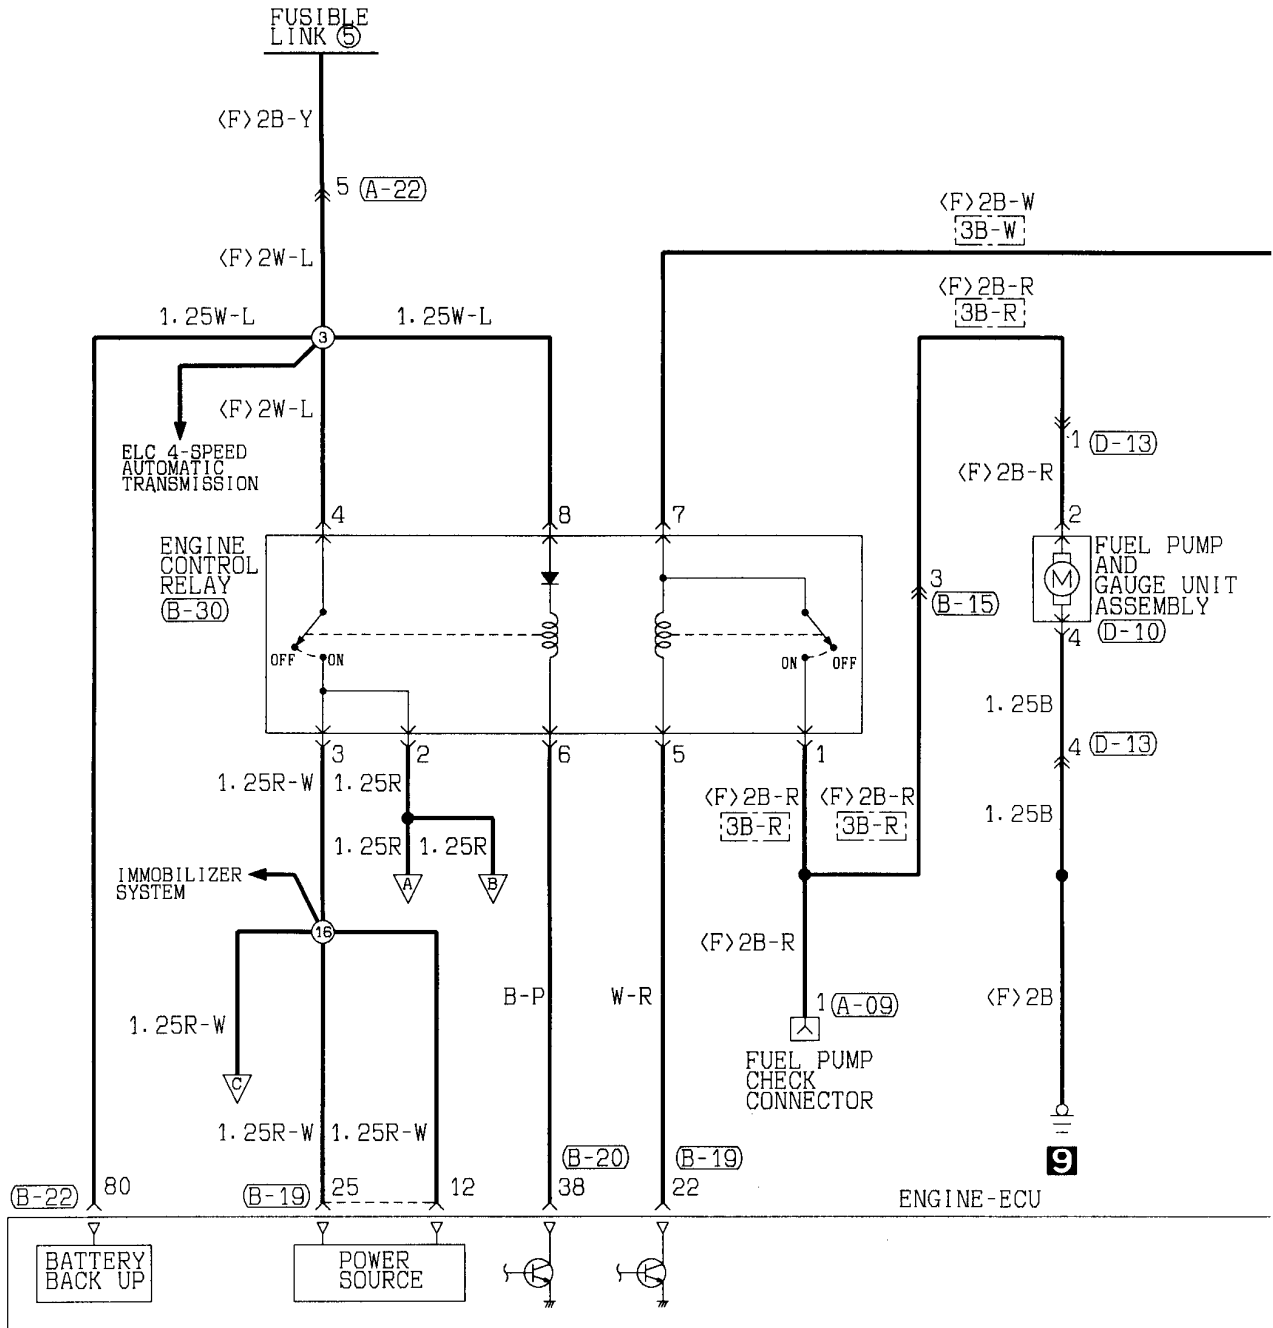 FUSIBLE
LINK ⑤
<F>2B-Y
5 (A-22)
<F>2B-W
3B-W
<F>2W-L
<F>2B-R
3B-R
1.25W-L
1.25W-L
3
<F>2W-L
ELC 4-SPEED
AUTOMATIC
TRANSMISSION
1 (D-13)
<F>2B-R
4
8
7
2
ENGINE
CONTROL
RELAY
(B-30)
FUEL PUMP
AND
GAUGE UNIT
ASSEMBLY
(D-10)
M
3
(B-15)
OFF
ON
ON
OFF
4
1.25B
3
2
6
5
1
4 (D-13)
1.25R-W
1.25R
<F>2B-R
<F>2B-R
3B-R
3B-R
1.25B
1.25R
1.25R
IMMOBILIZER
SYSTEM
A
B
16
<F>2B-R
B-P
W-R
1 (A-09)
<F>2B
1.25R-W
FUEL PUMP
CHECK
CONNECTOR
C
1.25R-W
1.25R-W
(B-20)
(B-19)
9
(B-22)
80
(B-19)
25
12
38
22
ENGINE-ECU
BATTERY
BACK UP
POWER
SOURCE